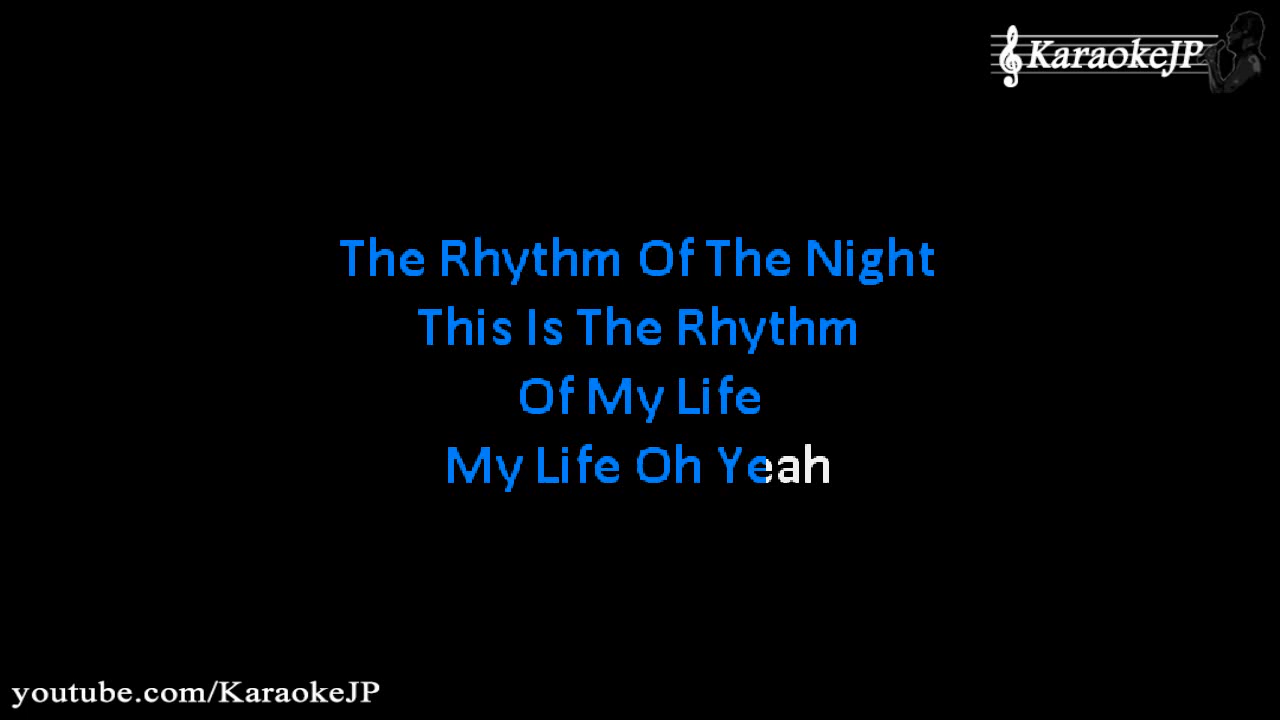 KaraokeJP
The Rhythm Of The Night
This Is The Rhythm
Of My Life
My Life Oh Yeah
youtube.com/KaraokeJP